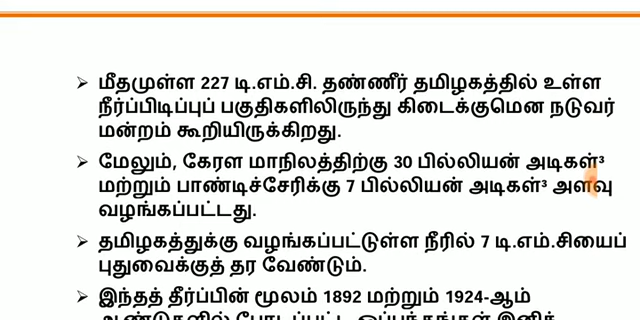 ➢ மீதமுள்ள 227 டி.எம்.சி. தண்ணீர் தமிழகத்தில் உள்ள
நீர்ப்பிடிப்புப் பகுதிகளிலிருந்து கிடைக்குமென நடுவர்
மன்றம் கூறியிருக்கிறது.
➢ மேலும், கேரள மாநிலத்திற்கு 30 பில்லியன் அடிகள்³
மற்றும் பாண்டிச்சேரிக்கு 7 பில்லியன் அடிகள்³ அளவு
வழங்கப்பட்டது.
➢ தமிழகத்துக்கு வழங்கப்பட்டுள்ள நீரில் 7 டி.எம்.சியைப்
புதுவைக்குத் தர வேண்டும்.
➢ இந்தத் தீர்ப்பின் மூலம் 1892 மற்றும் 1924-ஆம்